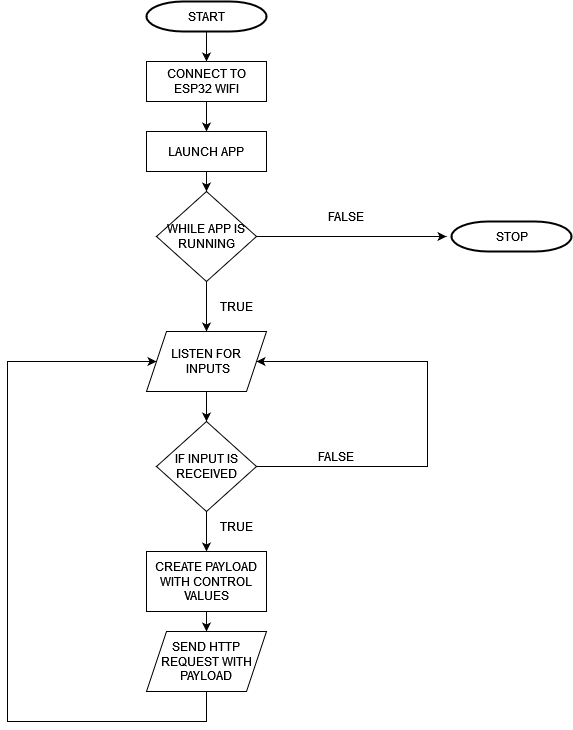 START
CONNECT TO
ESP32 WIFI
LAUNCH APP
WHILE APP IS
RUNNING
FALSE
STOP
TRUE
LISTEN FOR
INPUTS
IF INPUT IS
RECEIVED
FALSE
TRUE
CREATE PAYLOAD
WITH CONTROL
VALUES
SEND HTTP
REQUEST WITH
PAYLOAD